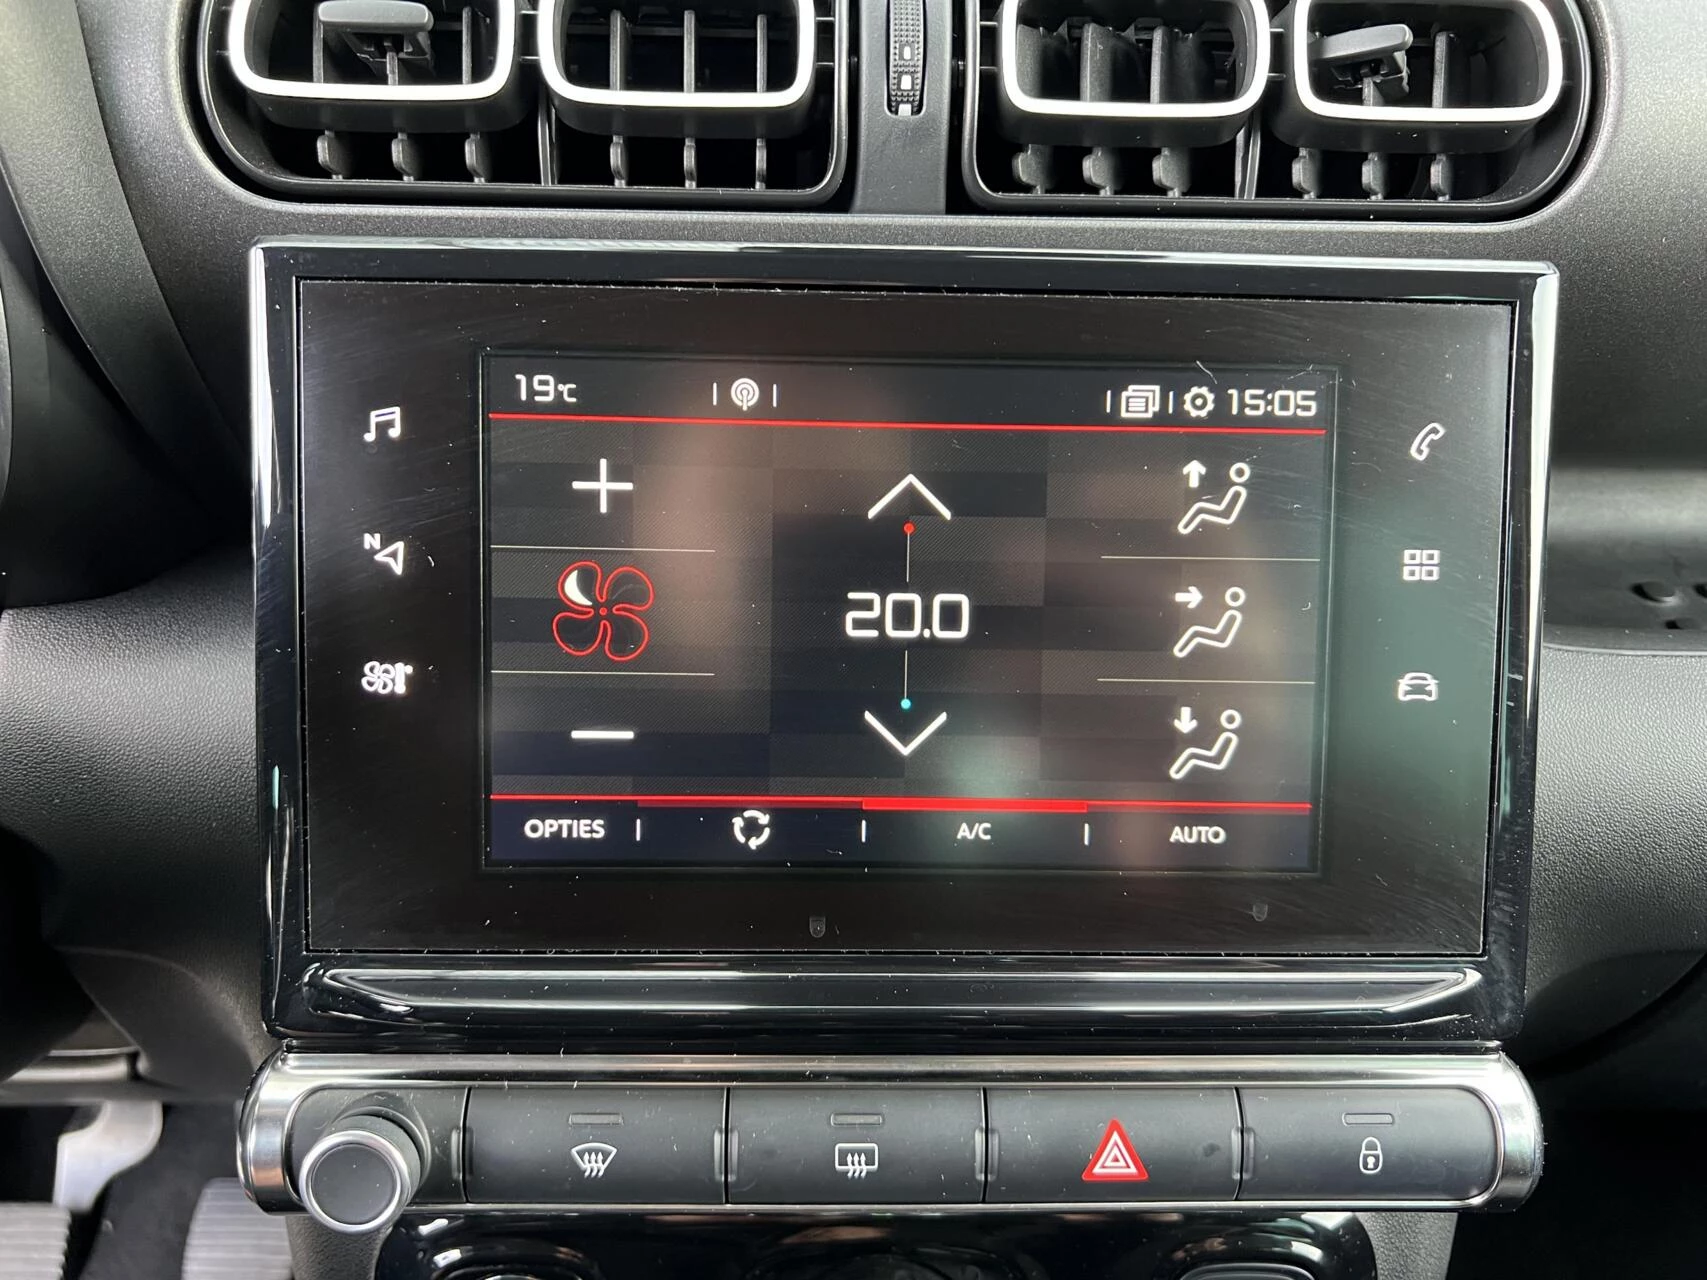 19°C
15:05
N
20.0
OPTIES
A/C
AUTO